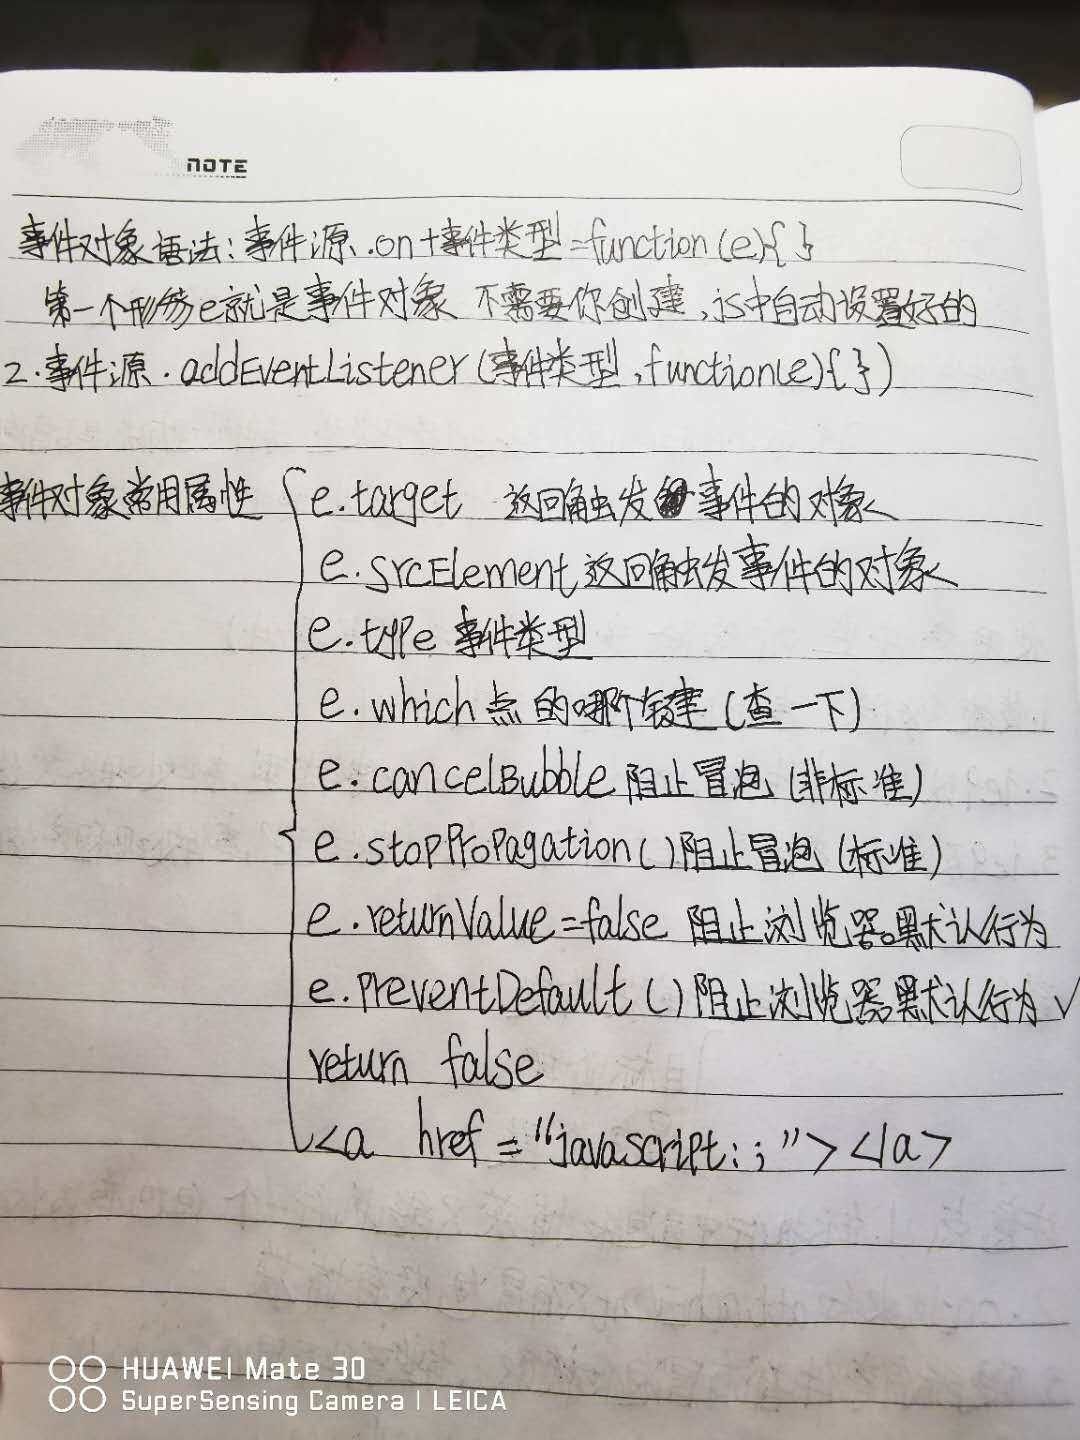 NOTE
事件对象语法:事件源.on+事件类型=function(e){}
第一个形参e就是事件对象 不需要你创建,js中自动设置好的
2.事件源.addEventListener(事件类型,function(e){})
事件对象常用属性
e.target 返回触发事件的对象
e.srcElement 返回触发事件的对象
e.type 事件类型
e.which 点的哪个键(查一下)
e.cancelBubble 阻止冒泡(非标准)
e.stopPropagation()阻止冒泡(标准)
e.returnValue=false 阻止浏览器默认行为
e.preventDefault()阻止浏览器默认行为√
return false
<a href="javascript:;"></a>
HUAWEI Mate 30
SuperSensing Camera | LEICA